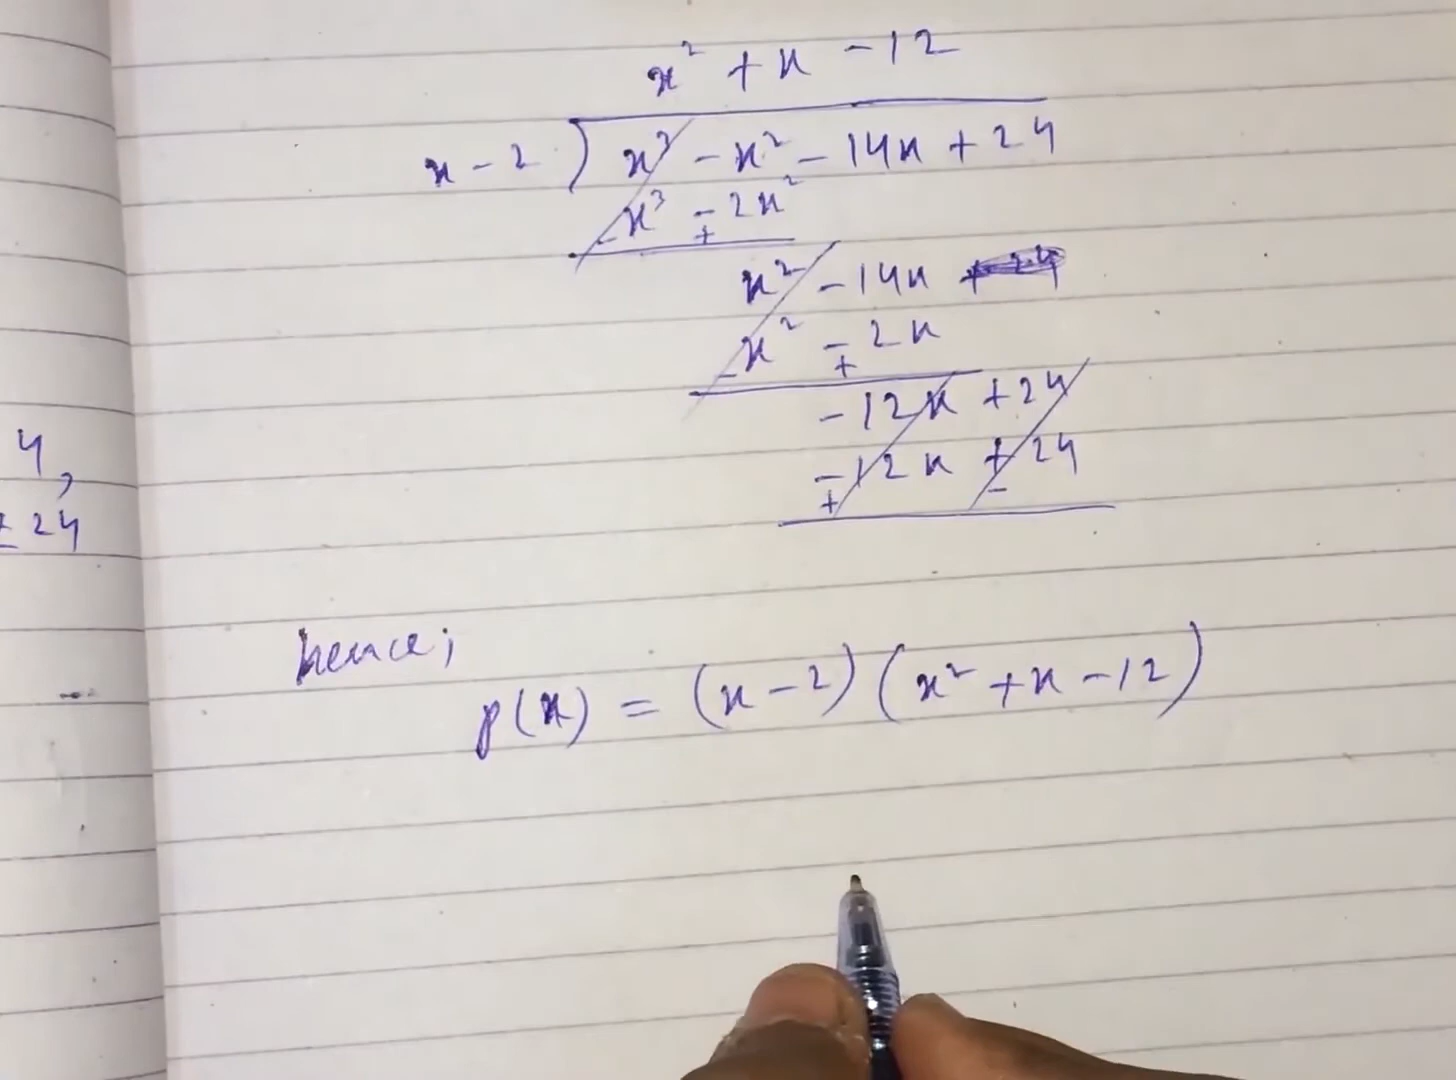 x² + x - 12
x - 2 ) x³ - x² - 14x + 24
- x³ - + 2x²
x² - 14x
- x² - + 2x
- 12x + 24
- + 12x + - 24
hence;
p(x) = (x - 2) (x² + x - 12)
4,
± 24